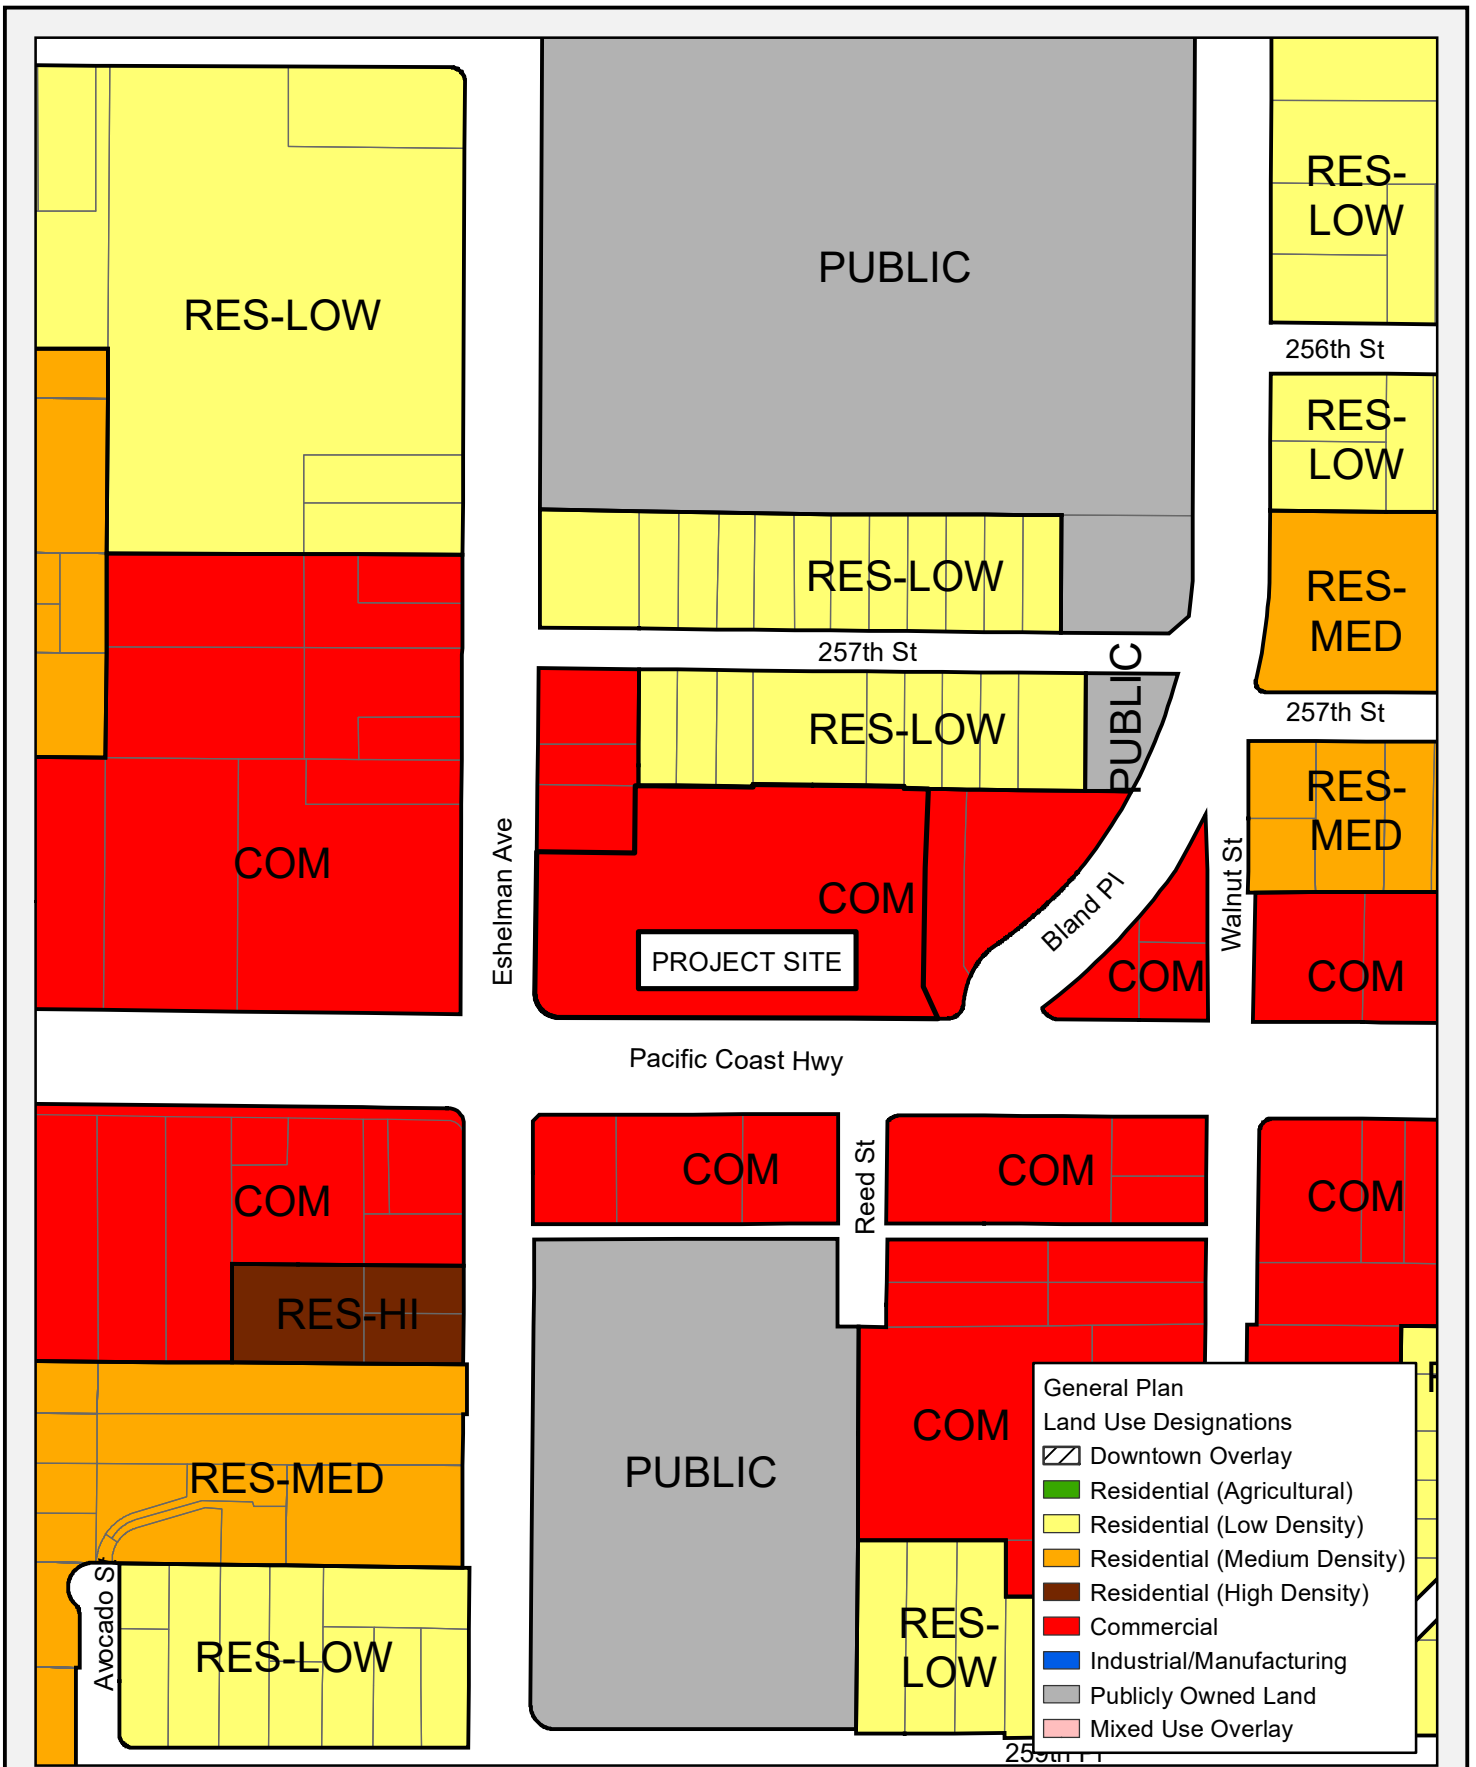 RES-
LOW
PUBLIC
RES-LOW
256th St
RES-
LOW
RES-LOW
RES-
MED
257th St
PUBLIC
257th St
RES-LOW
RES-
MED
COM
Eshelman Ave
COM
Bland Pl
Walnut St
PROJECT SITE
COM
COM
Pacific Coast Hwy
COM
COM
Reed St
COM
COM
RES-HI
RES-MED
PUBLIC
COM
Avocado St
RES-LOW
RES-
LOW
General Plan
Land Use Designations
Downtown Overlay
Residential (Agricultural)
Residential (Low Density)
Residential (Medium Density)
Residential (High Density)
Commercial
Industrial/Manufacturing
Publicly Owned Land
Mixed Use Overlay
259th Pl